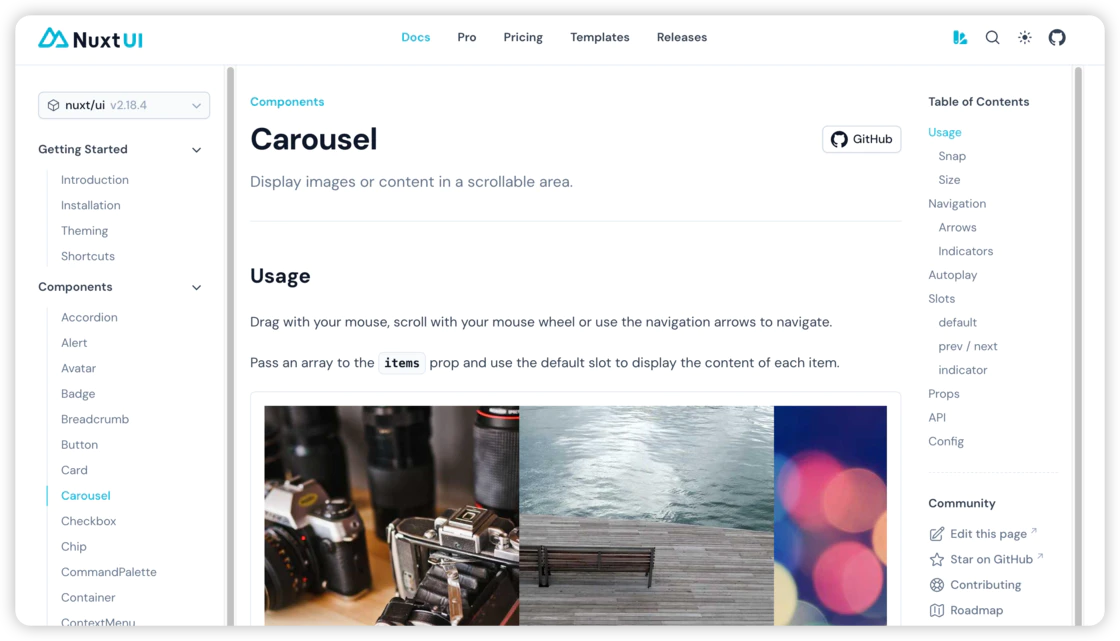 NuxtUI
Docs
Pro
Pricing
Templates
Releases
nuxt/ui v2.18.4
Getting Started
Introduction
Installation
Theming
Shortcuts
Components
Accordion
Alert
Avatar
Badge
Breadcrumb
Button
Card
Carousel
Checkbox
Chip
CommandPalette
Container
ContextMenu
Components
Carousel
GitHub
Display images or content in a scrollable area.
Usage
Drag with your mouse, scroll with your mouse wheel or use the navigation arrows to navigate.
Pass an array to the items prop and use the default slot to display the content of each item.
Table of Contents
Usage
Snap
Size
Navigation
Arrows
Indicators
Autoplay
Slots
default
prev / next
indicator
Props
API
Config
Community
Edit this page
Star on GitHub
Contributing
Roadmap